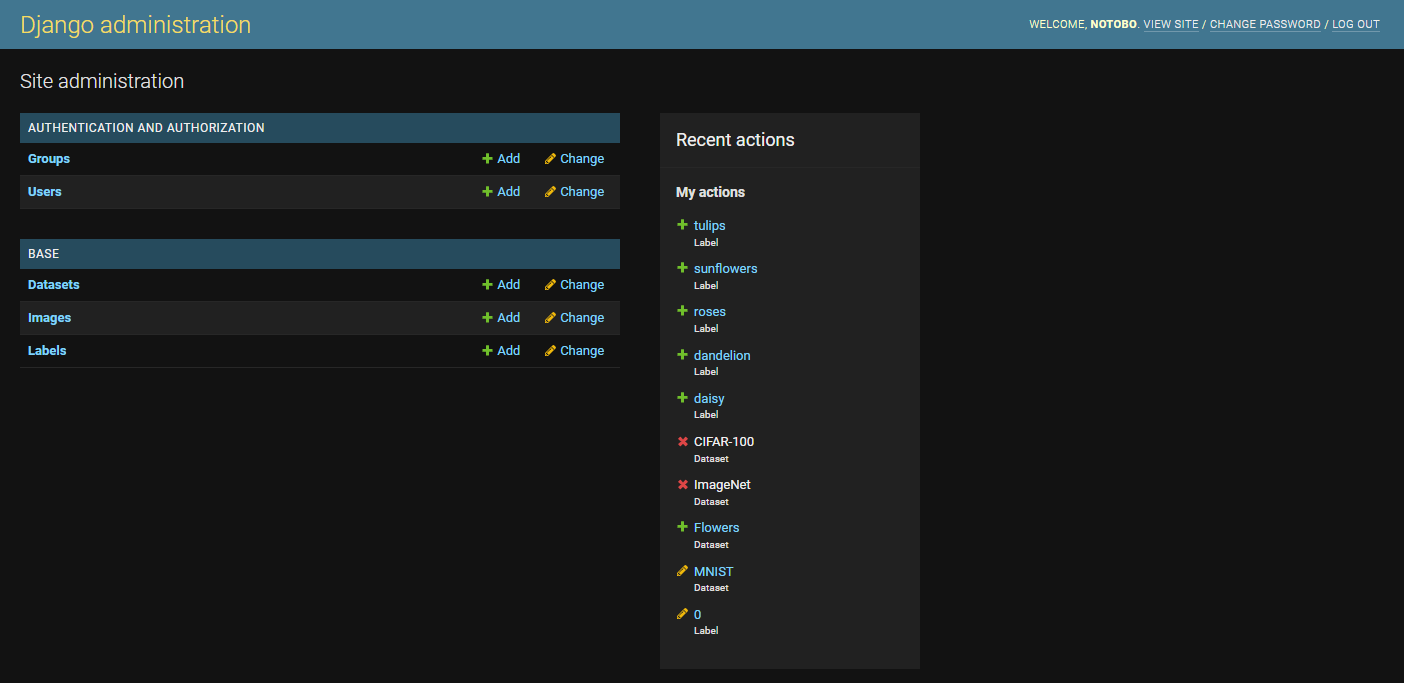 Django administration
WELCOME, NOTOBO. VIEW SITE / CHANGE PASSWORD / LOG OUT
Site administration
AUTHENTICATION AND AUTHORIZATION
Groups Add Change
Users Add Change
BASE
Datasets Add Change
Images Add Change
Labels Add Change
Recent actions
My actions
tulips
Label
sunflowers
Label
roses
Label
dandelion
Label
daisy
Label
CIFAR-100
Dataset
ImageNet
Dataset
Flowers
Dataset
MNIST
Dataset
0
Label